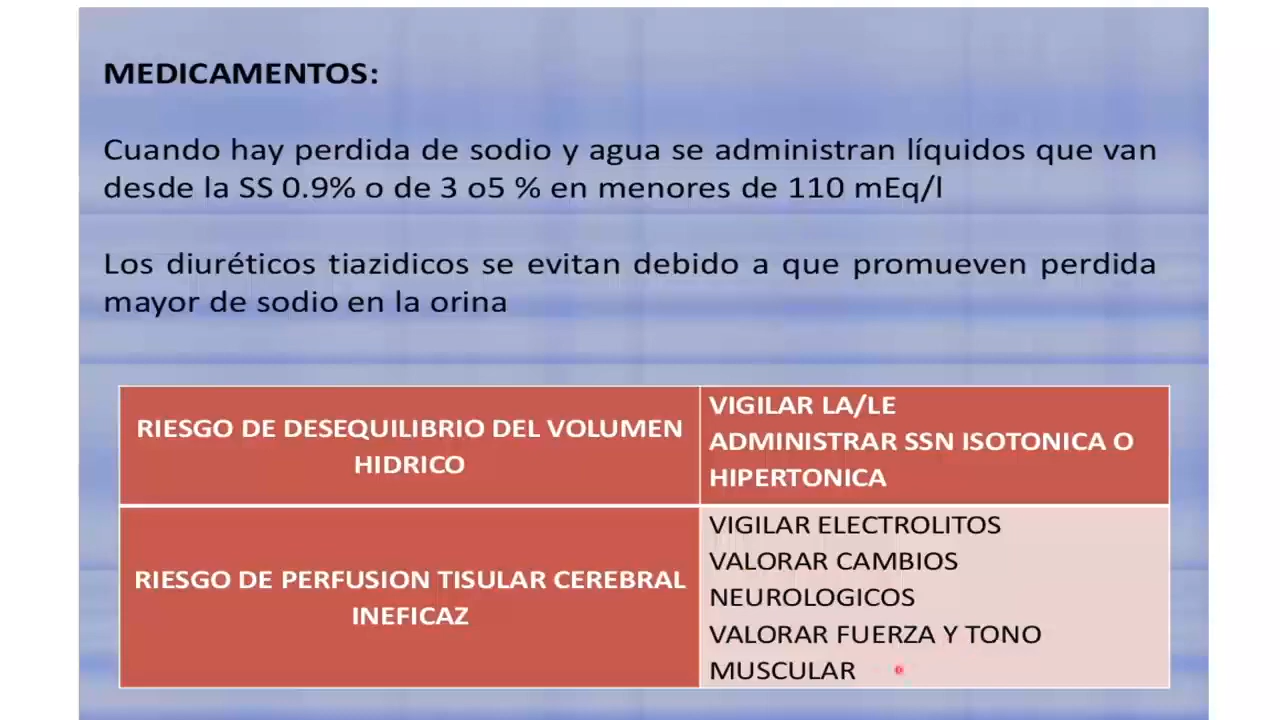 MEDICAMENTOS:
Cuando hay perdida de sodio y agua se administran líquidos que van
desde la SS 0.9% o de 3 o5 % en menores de 110 mEq/l
Los diuréticos tiazidicos se evitan debido a que promueven perdida
mayor de sodio en la orina
RIESGO DE DESEQUILIBRIO DEL VOLUMEN
HIDRICO
VIGILAR LA/LE
ADMINISTRAR SSN ISOTONICA O
HIPERTONICA
RIESGO DE PERFUSION TISULAR CEREBRAL
INEFICAZ
VIGILAR ELECTROLITOS
VALORAR CAMBIOS
NEUROLOGICOS
VALORAR FUERZA Y TONO
MUSCULAR